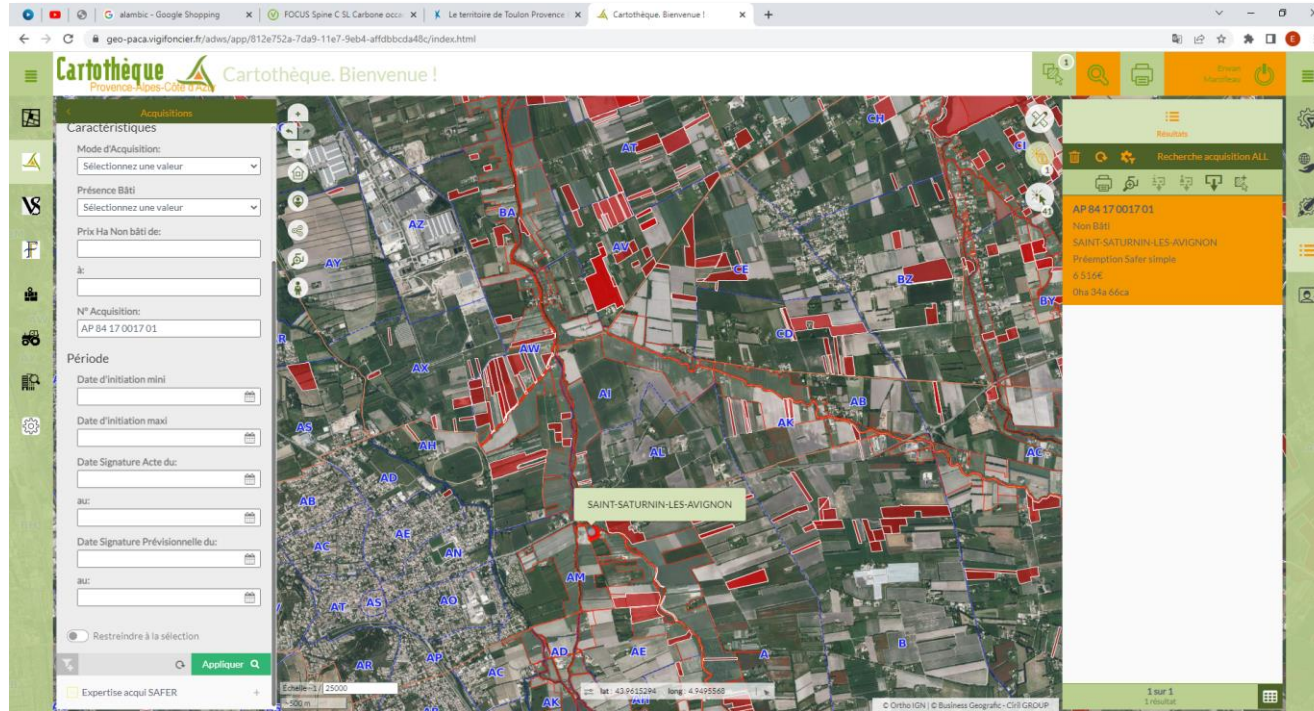 alambic - Google Shopping
FOCUS Spine C SL Carbone occa
Le territoire de Toulon Provence
Cartothèque. Bienvenue !
geo-paca.vigifoncier.fr/adws/app/812e752a-7da9-11e7-9eb4-affdbbcda48c/index.html
E
Cartothèque
Provence-Alpes-Côte d'Azur
Cartothèque. Bienvenue !
1
Acquisitions
Caractéristiques
Mode d'Acquisition:
Sélectionnez une valeur
Présence Bâti
Sélectionnez une valeur
Prix Ha Non bâti de:
à:
N° Acquisition:
AP 84 17 0017 01
Période
Date d'initiation mini
Date d'initiation maxi
Date Signature Acte du:
au:
Date Signature Prévisionnelle du:
au:
Restreindre à la sélection
Appliquer
Expertise acqui SAFER
+
CH
AT
CI
BA
AZ
AV
AY
CE
BZ
BY
CD
AW
AX
AI
AB
AS
AK
AH
AL
AC
AD
AB
SAINT-SATURNIN-LES-AVIGNON
AE
AC
AN
AM
AT
AS
AO
B
AD
AE
A
AR
AP
AC
AK
AH
Echelle~ 1 / 25000
~500 m
lat : 43.9615294 long : 4.9495568
© Ortho IGN | © Business Geografic - Ciril GROUP
1
41
Résultats
Recherche acquisition ALL
AP 84 17 0017 01
Non Bâti
SAINT-SATURNIN-LES-AVIGNON
Préemption Safer simple
6 516€
0ha 34a 66ca
1 sur 1
1 résultat